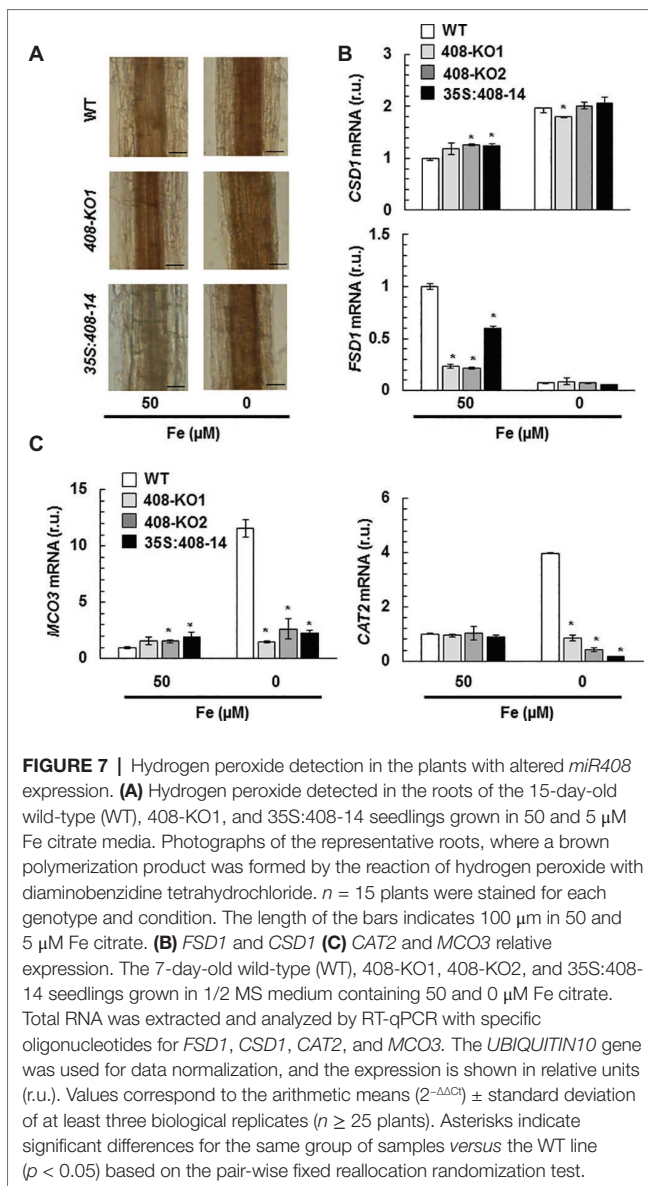 A
WT
408-KO1
35S:408-14
50 0
Fe (µM)
B
WT
408-KO1
408-KO2
35S:408-14
CSD1 mRNA (r.u.)
3
2
1
0
* * * *
FSD1 mRNA (r.u.)
1.5
1
0.5
0
* * *
50 0
Fe (µM)
C
WT
408-KO1
408-KO2
35S:408-14
MCO3 mRNA (r.u.)
15
10
5
0
* * * * *
50 0
Fe (µM)
CAT2 mRNA (r.u.)
6
4
2
0
* * *
50 0
Fe (µM)
FIGURE 7 | Hydrogen peroxide detection in the plants with altered miR408
expression. (A) Hydrogen peroxide detected in the roots of the 15-day-old
wild-type (WT), 408-KO1, and 35S:408-14 seedlings grown in 50 and 5 μM
Fe citrate media. Photographs of the representative roots, where a brown
polymerization product was formed by the reaction of hydrogen peroxide with
diaminobenzidine tetrahydrochloride. n = 15 plants were stained for each
genotype and condition. The length of the bars indicates 100 μm in 50 and
5 μM Fe citrate. (B) FSD1 and CSD1 (C) CAT2 and MCO3 relative
expression. The 7-day-old wild-type (WT), 408-KO1, 408-KO2, and 35S:408-
14 seedlings grown in 1/2 MS medium containing 50 and 0 μM Fe citrate.
Total RNA was extracted and analyzed by RT-qPCR with specific
oligonucleotides for FSD1, CSD1, CAT2, and MCO3. The UBIQUITIN10 gene
was used for data normalization, and the expression is shown in relative units
(r.u.). Values correspond to the arithmetic means (2−ΔΔCt) ± standard deviation
of at least three biological replicates (n ≥ 25 plants). Asterisks indicate
significant differences for the same group of samples versus the WT line
(p < 0.05) based on the pair-wise fixed reallocation randomization test.